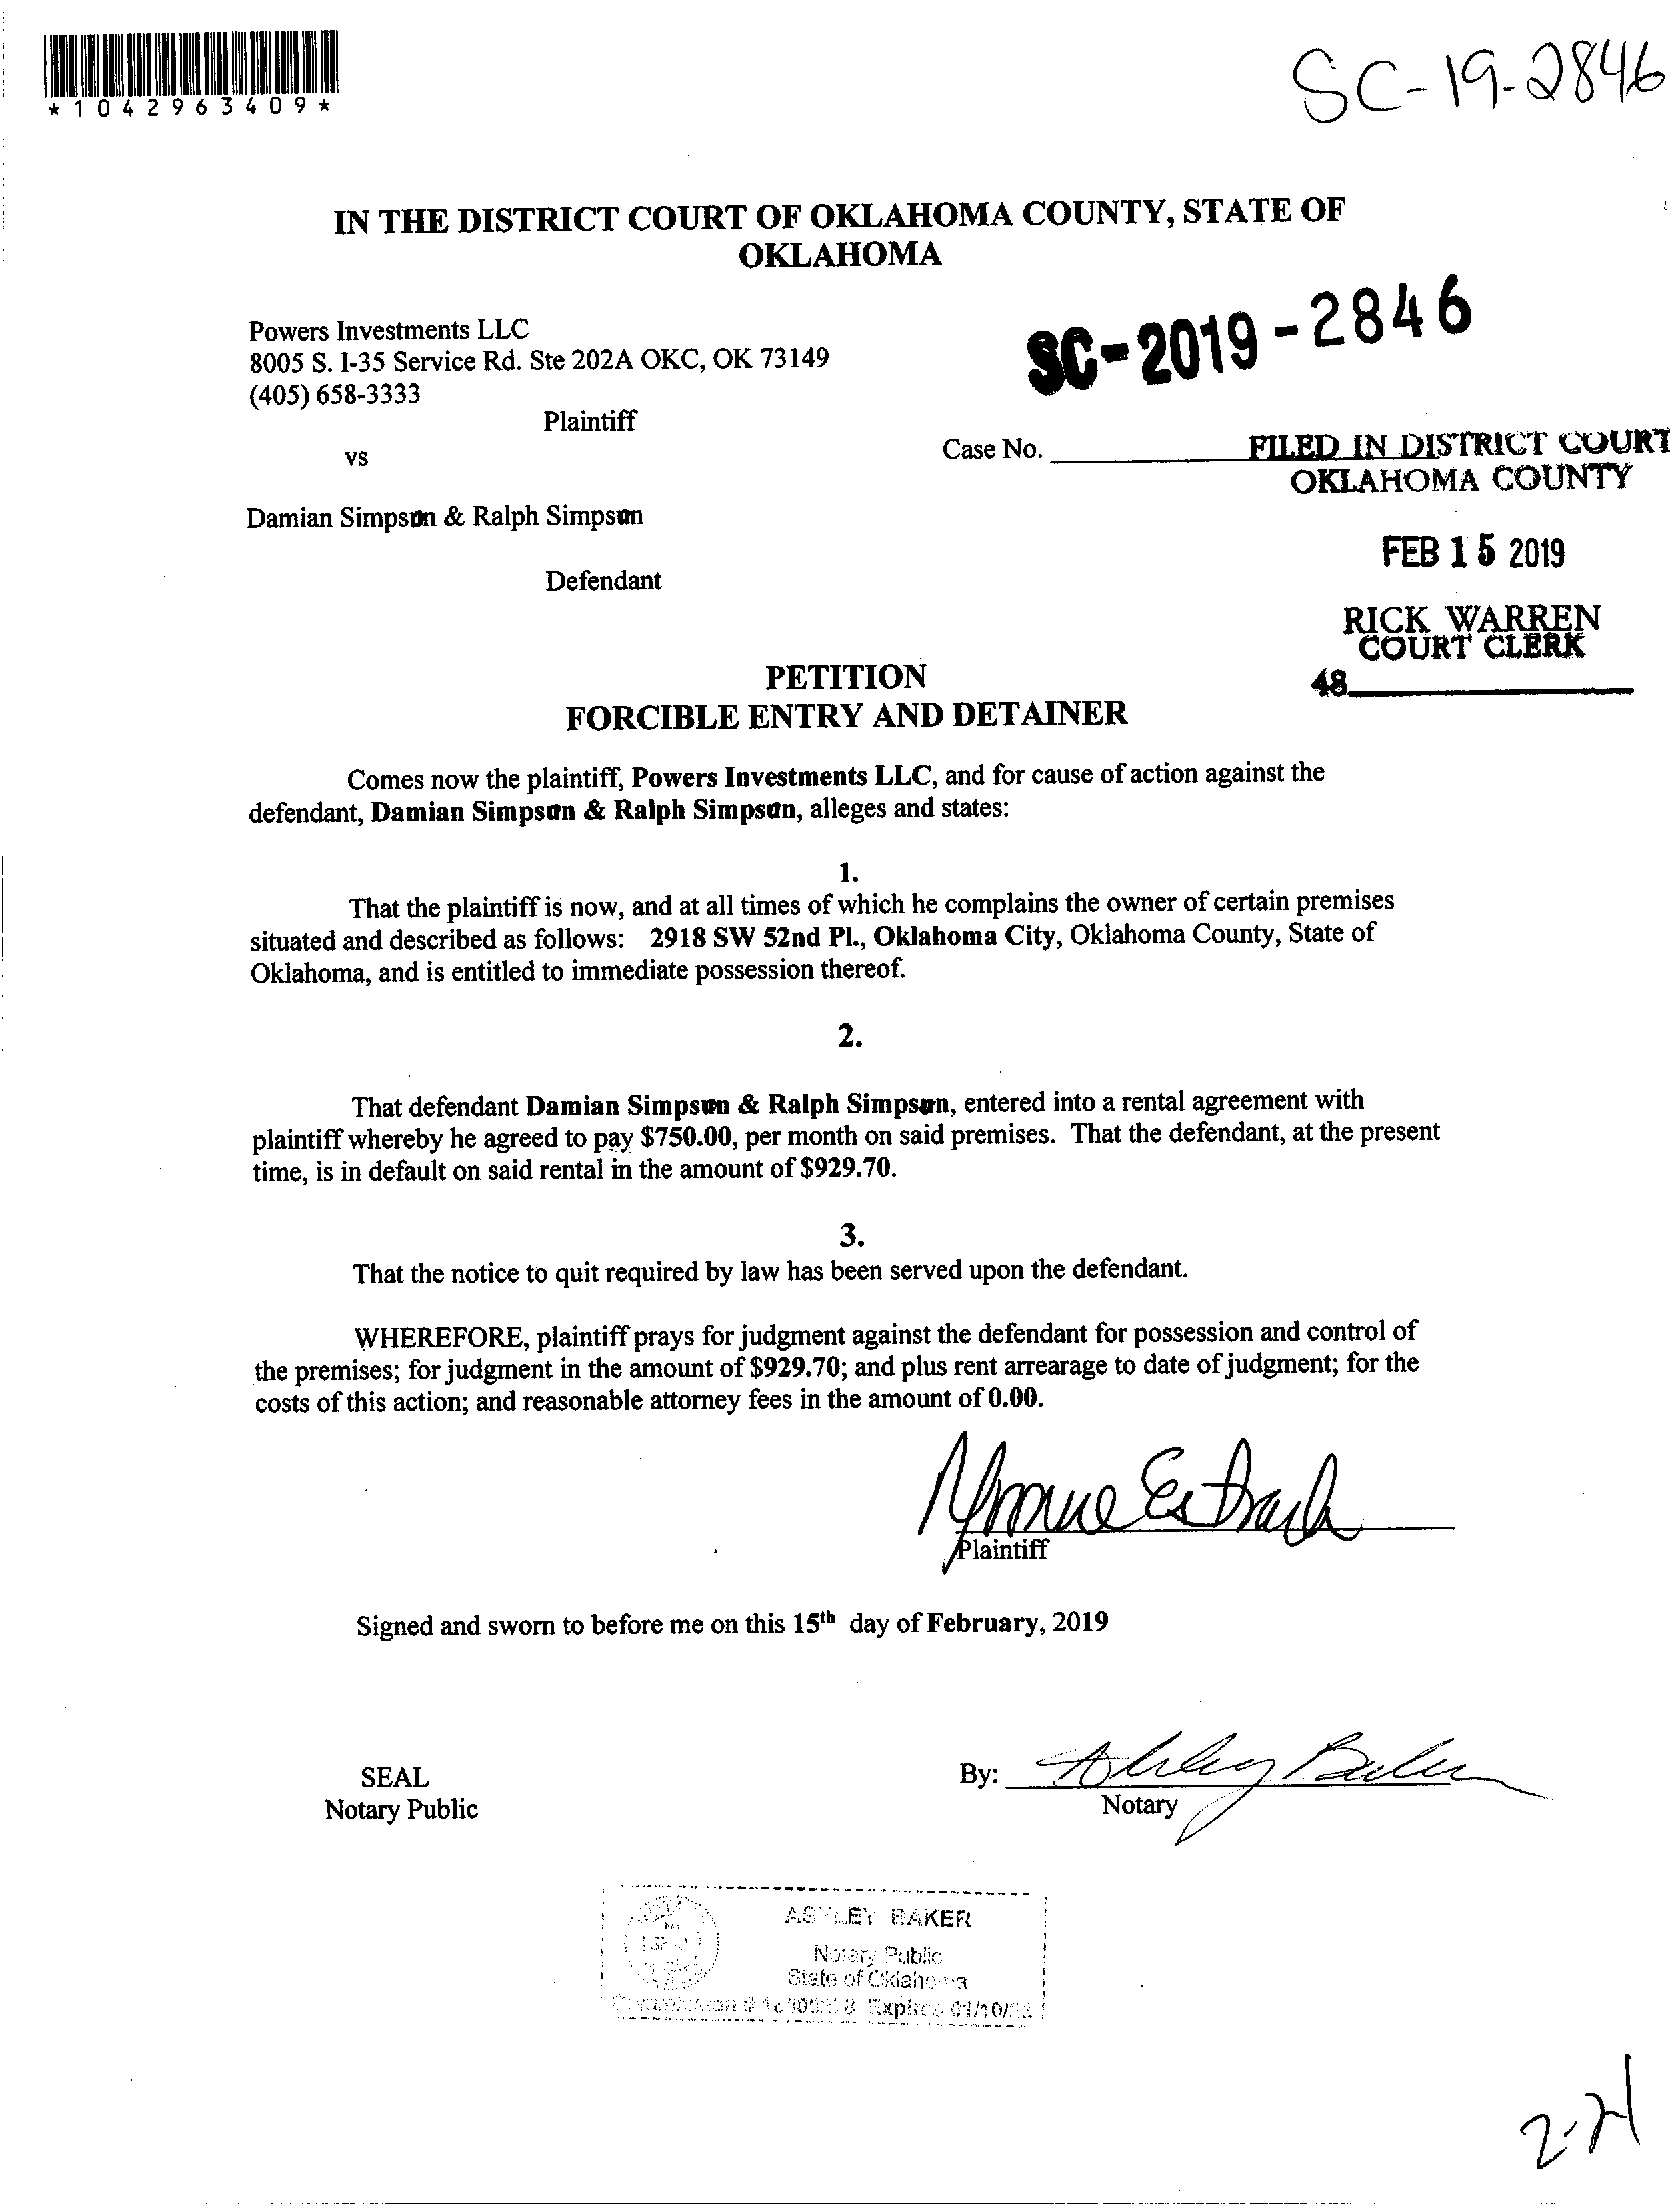 SC-19-2846
*1042963409*
IN THE DISTRICT COURT OF OKLAHOMA COUNTY, STATE OF
OKLAHOMA
Powers Investments LLC
8005 S. I-35 Service Rd. Ste 202A OKC, OK 73149
(405) 658-3333
Plaintiff
vs
SC-2019-2846
Case No.
FILED IN DISTRICT COURT
OKLAHOMA COUNTY
Damian Simpson & Ralph Simpson
Defendant
FEB 15 2019
RICK WARREN
COURT CLERK
48
PETITION
FORCIBLE ENTRY AND DETAINER
Comes now the plaintiff, Powers Investments LLC, and for cause of action against the
defendant, Damian Simpson & Ralph Simpson, alleges and states:
1.
That the plaintiff is now, and at all times of which he complains the owner of certain premises
situated and described as follows: 2918 SW 52nd Pl., Oklahoma City, Oklahoma County, State of
Oklahoma, and is entitled to immediate possession thereof.
2.
That defendant Damian Simpson & Ralph Simpson, entered into a rental agreement with
plaintiff whereby he agreed to pay $750.00, per month on said premises. That the defendant, at the present
time, is in default on said rental in the amount of $929.70.
3.
That the notice to quit required by law has been served upon the defendant.
WHEREFORE, plaintiff prays for judgment against the defendant for possession and control of
the premises; for judgment in the amount of $929.70; and plus rent arrearage to date of judgment; for the
costs of this action; and reasonable attorney fees in the amount of 0.00.
Plaintiff
Signed and sworn to before me on this 15th day of February, 2019
SEAL
Notary Public
By: Ashley Baker
Notary
ASHLEY BAKER
Notary Public
State of Oklahoma
Commission # Expires
2-21